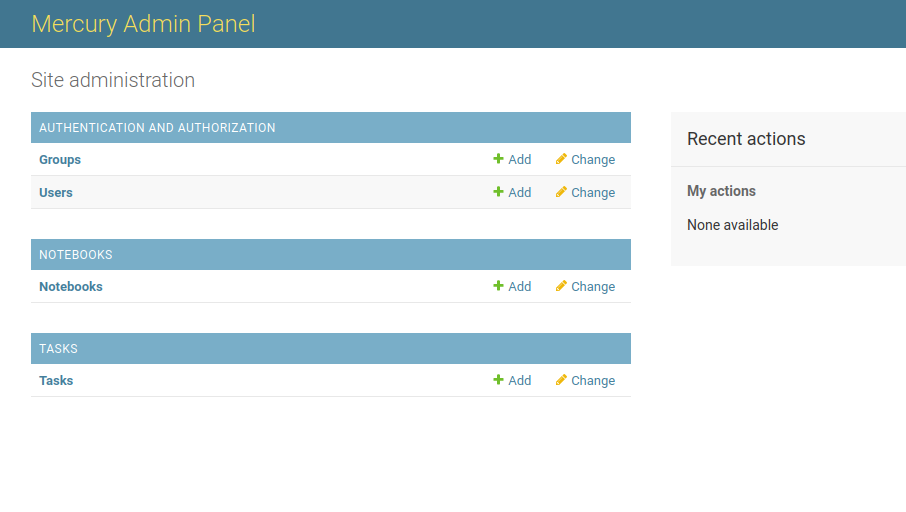 Mercury Admin Panel
Site administration
AUTHENTICATION AND AUTHORIZATION
Groups Add Change
Users Add Change
NOTEBOOKS
Notebooks Add Change
TASKS
Tasks Add Change
Recent actions
My actions
None available